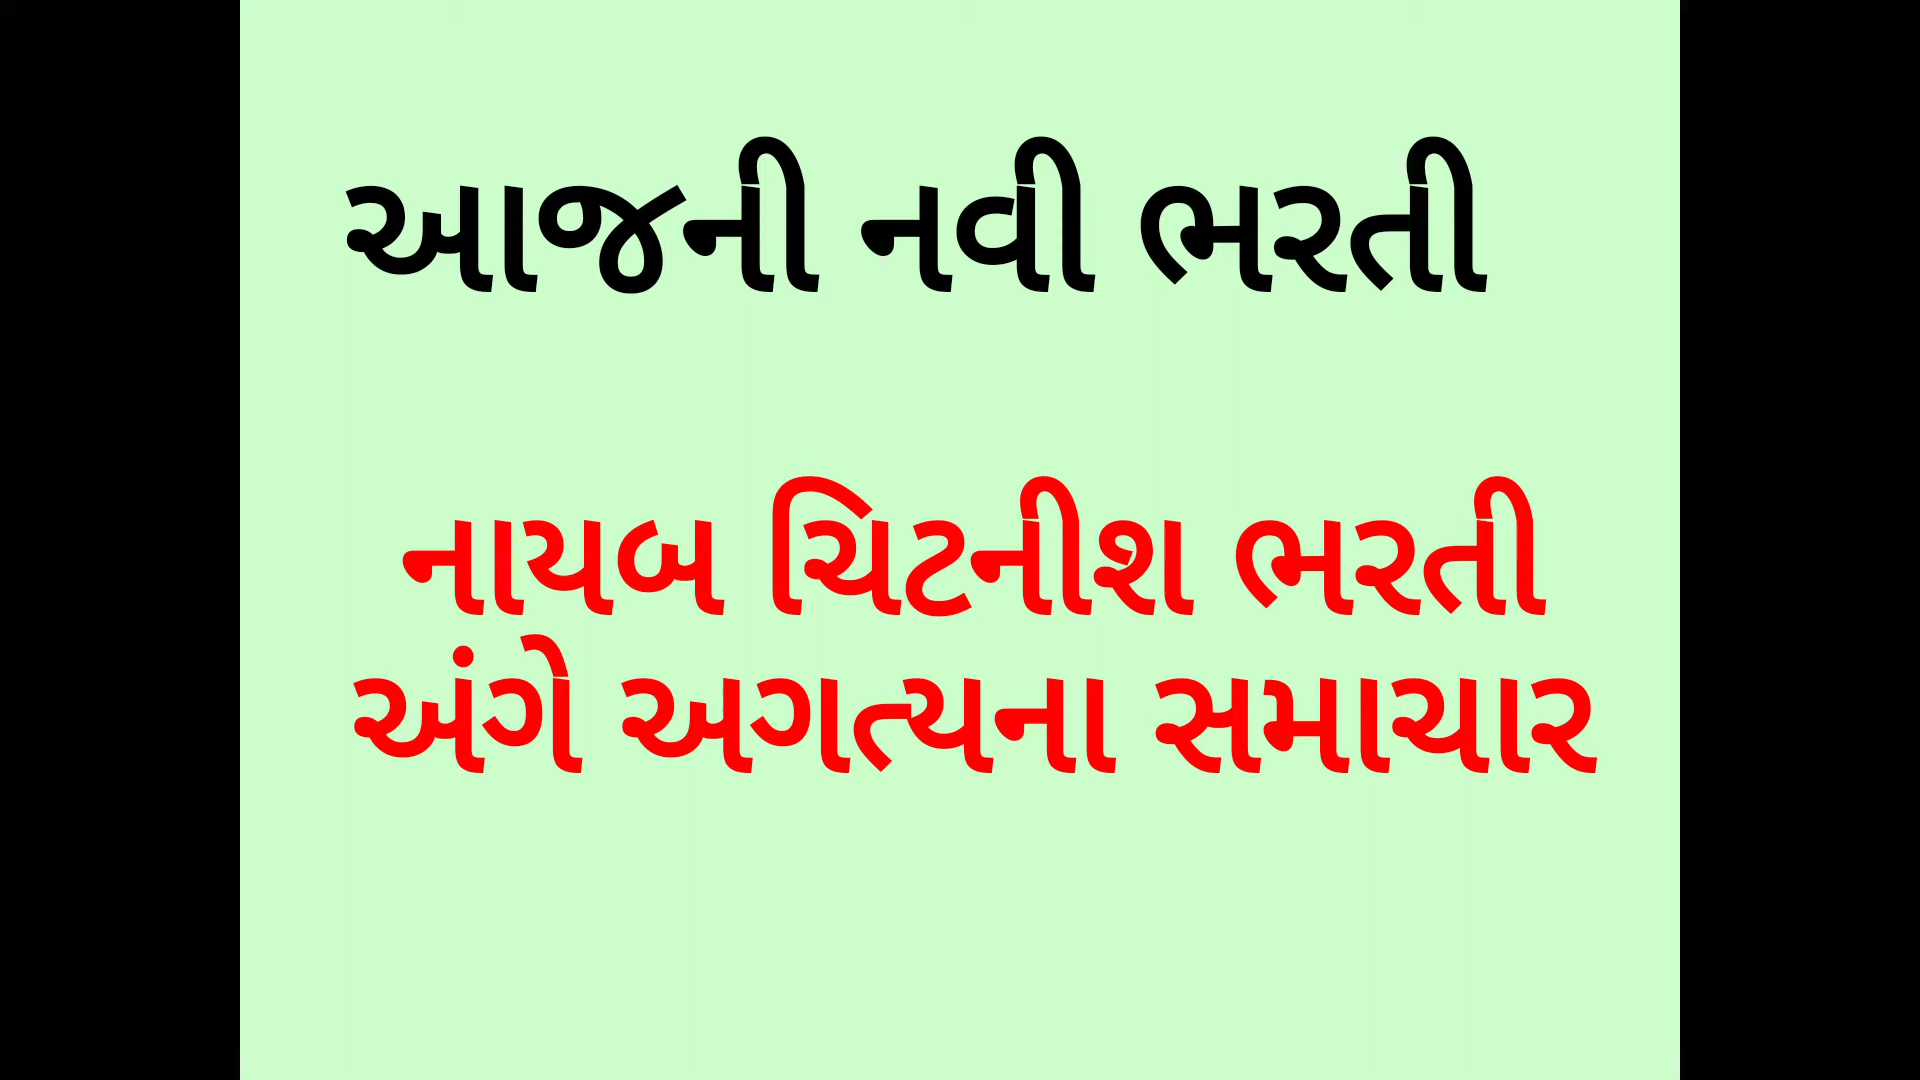 આજની નવી ભરતી
નાયબ ચિટનીશ ભરતી
અંગે અગત્યના સમાચાર